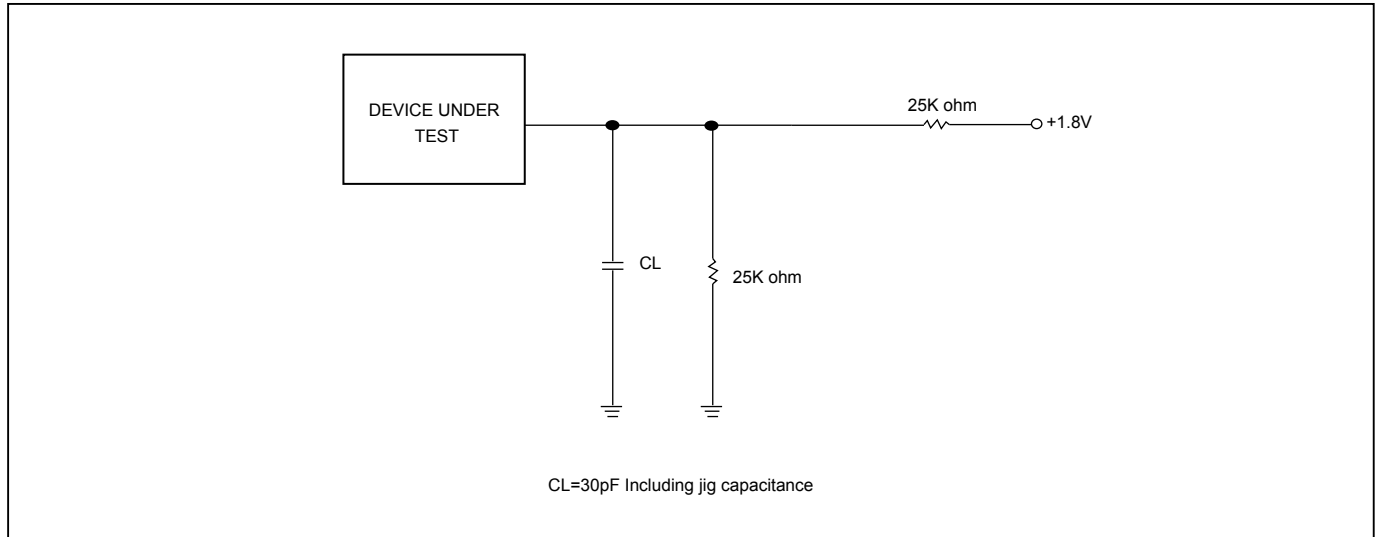 DEVICE UNDER
TEST
25K ohm
+1.8V
CL
25K ohm
CL=30pF Including jig capacitance